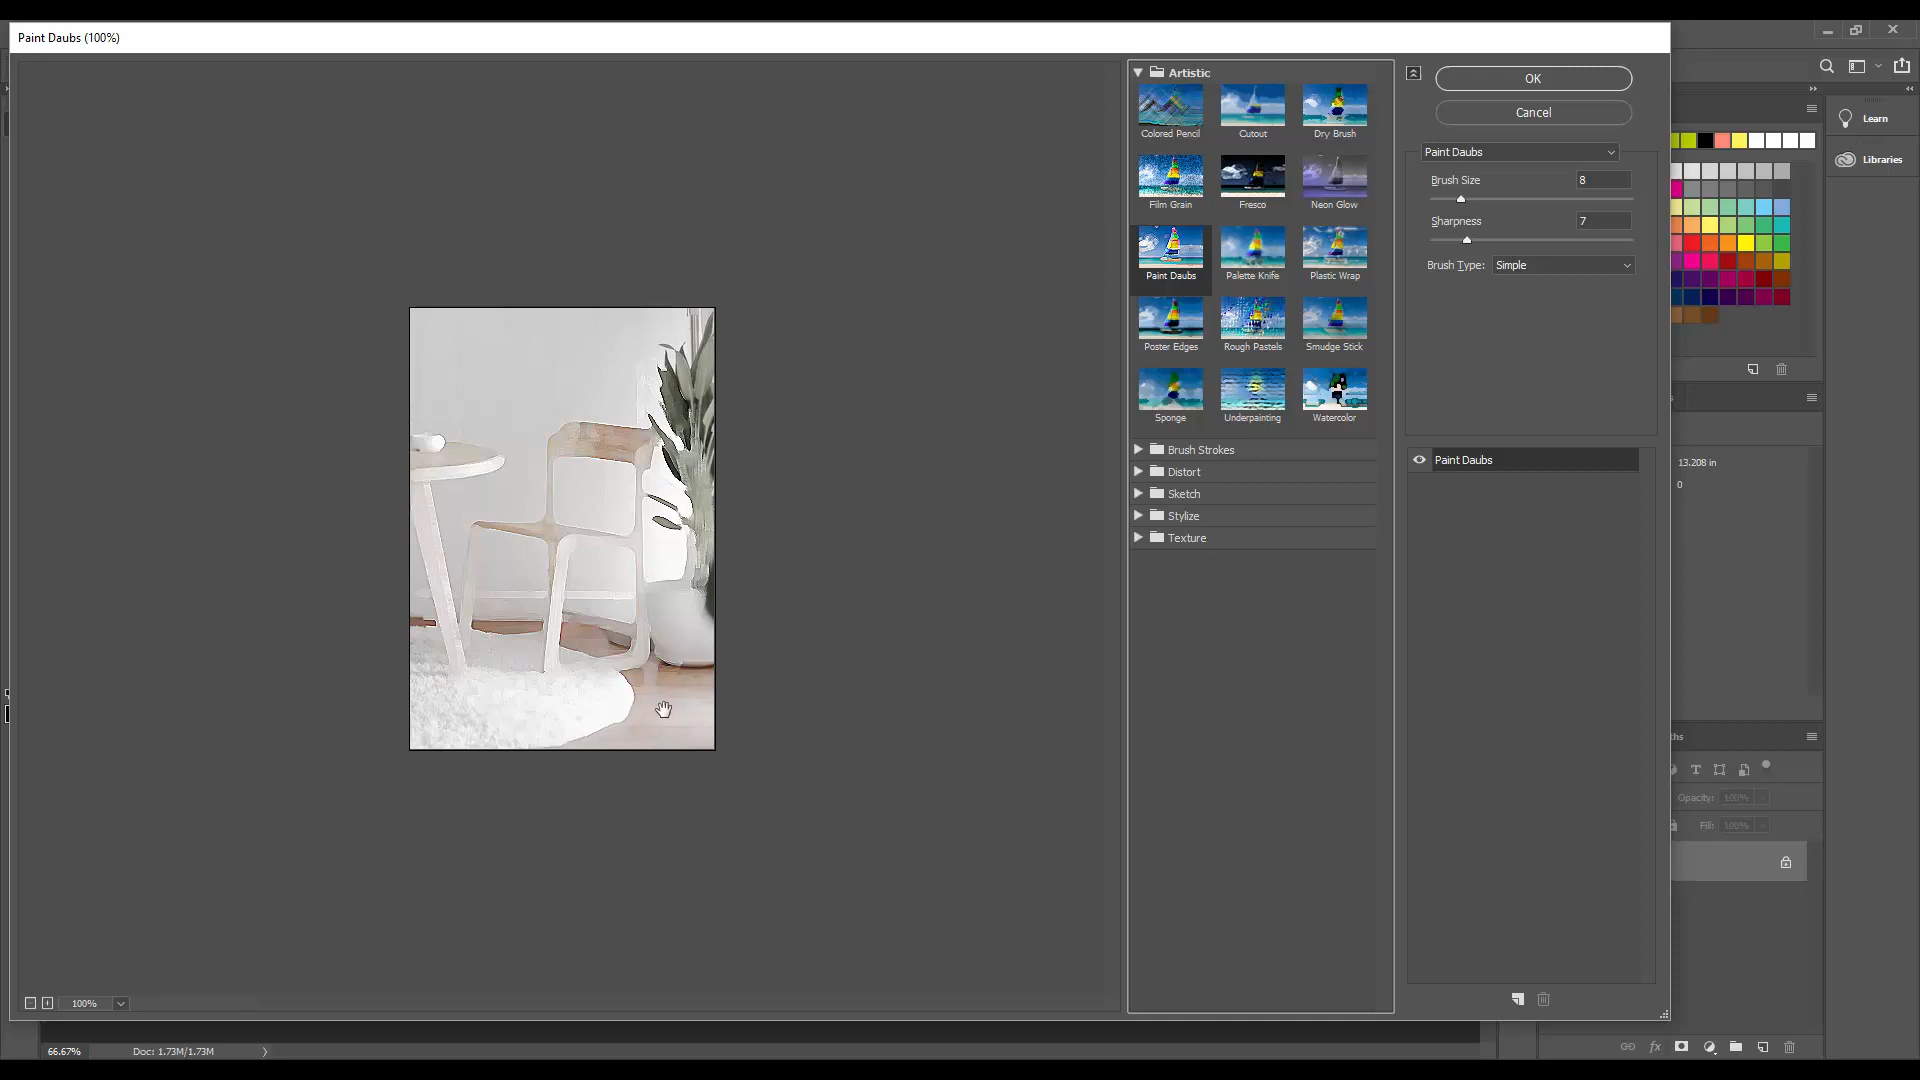 Paint Daubs (100%)
Artistic
Colored Pencil
Cutout
Dry Brush
Film Grain
Fresco
Neon Glow
Paint Daubs
Palette Knife
Plastic Wrap
Poster Edges
Rough Pastels
Smudge Stick
Sponge
Underpainting
Watercolor
Brush Strokes
Distort
Sketch
Stylize
Texture
OK
Cancel
Paint Daubs
Brush Size 8
Sharpness 7
Brush Type: Simple
Paint Daubs
Learn
Libraries
13.208 in
0
ths
Opacity: 100%
Fill: 100%
fx
100%
66.67% Doc: 1.73M/1.73M